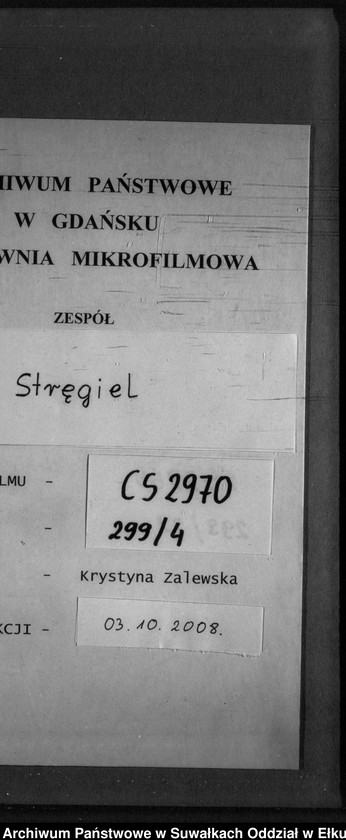 HIWUM PAŃSTWOWE
W GDAŃSKU
WNIA MIKROFILMOWA
ZESPÓŁ
Stręgiel
LMU - CS 2970
- 299/4
- Krystyna Zalewska
KCJI - 03.10.2008.
Archiwum Państwowe w Suwałkach Oddział w Ełku